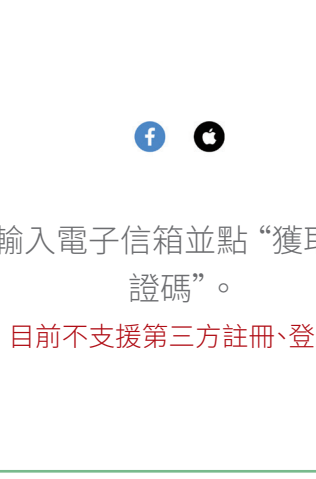 輸入電子信箱並點“獲取
證碼”。
目前不支援第三方註冊、登